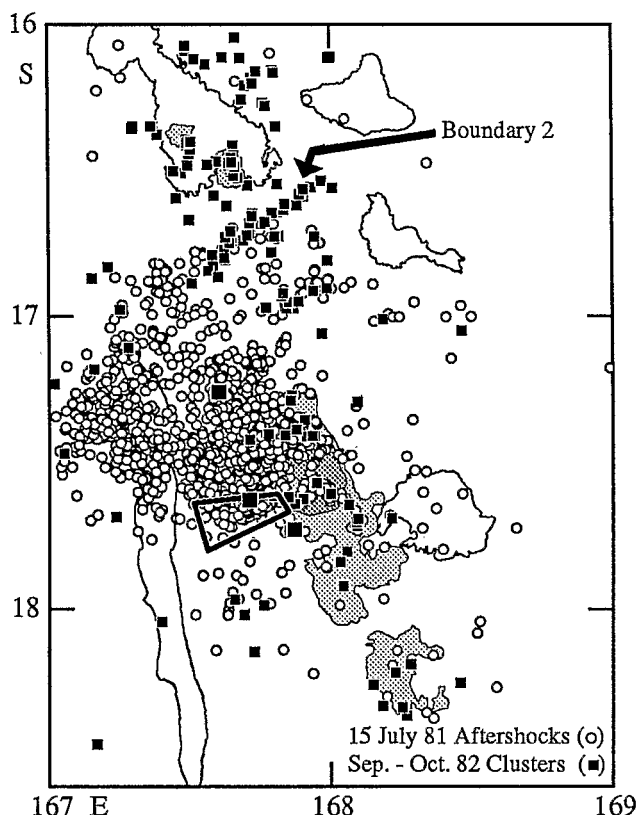 16
S
Boundary 2
17
18
15 July 81 Aftershocks (o)
Sep. - Oct. 82 Clusters (■)
167 E
168
169